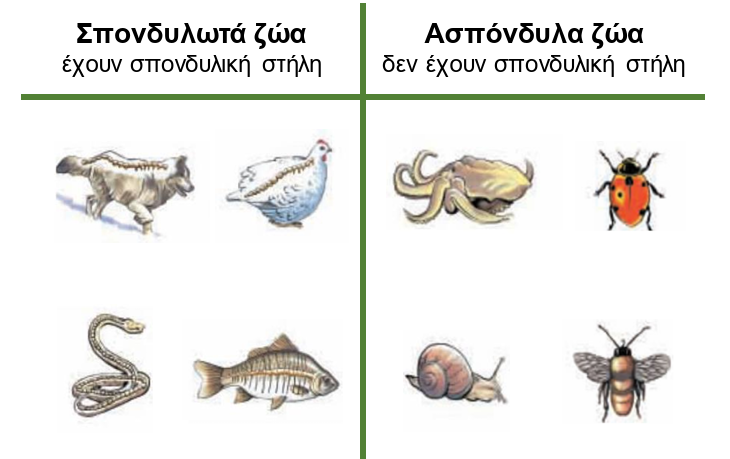 Σπονδυλωτά ζώα
έχουν σπονδυλική στήλη
Ασπόνδυλα ζώα
δεν έχουν σπονδυλική στήλη